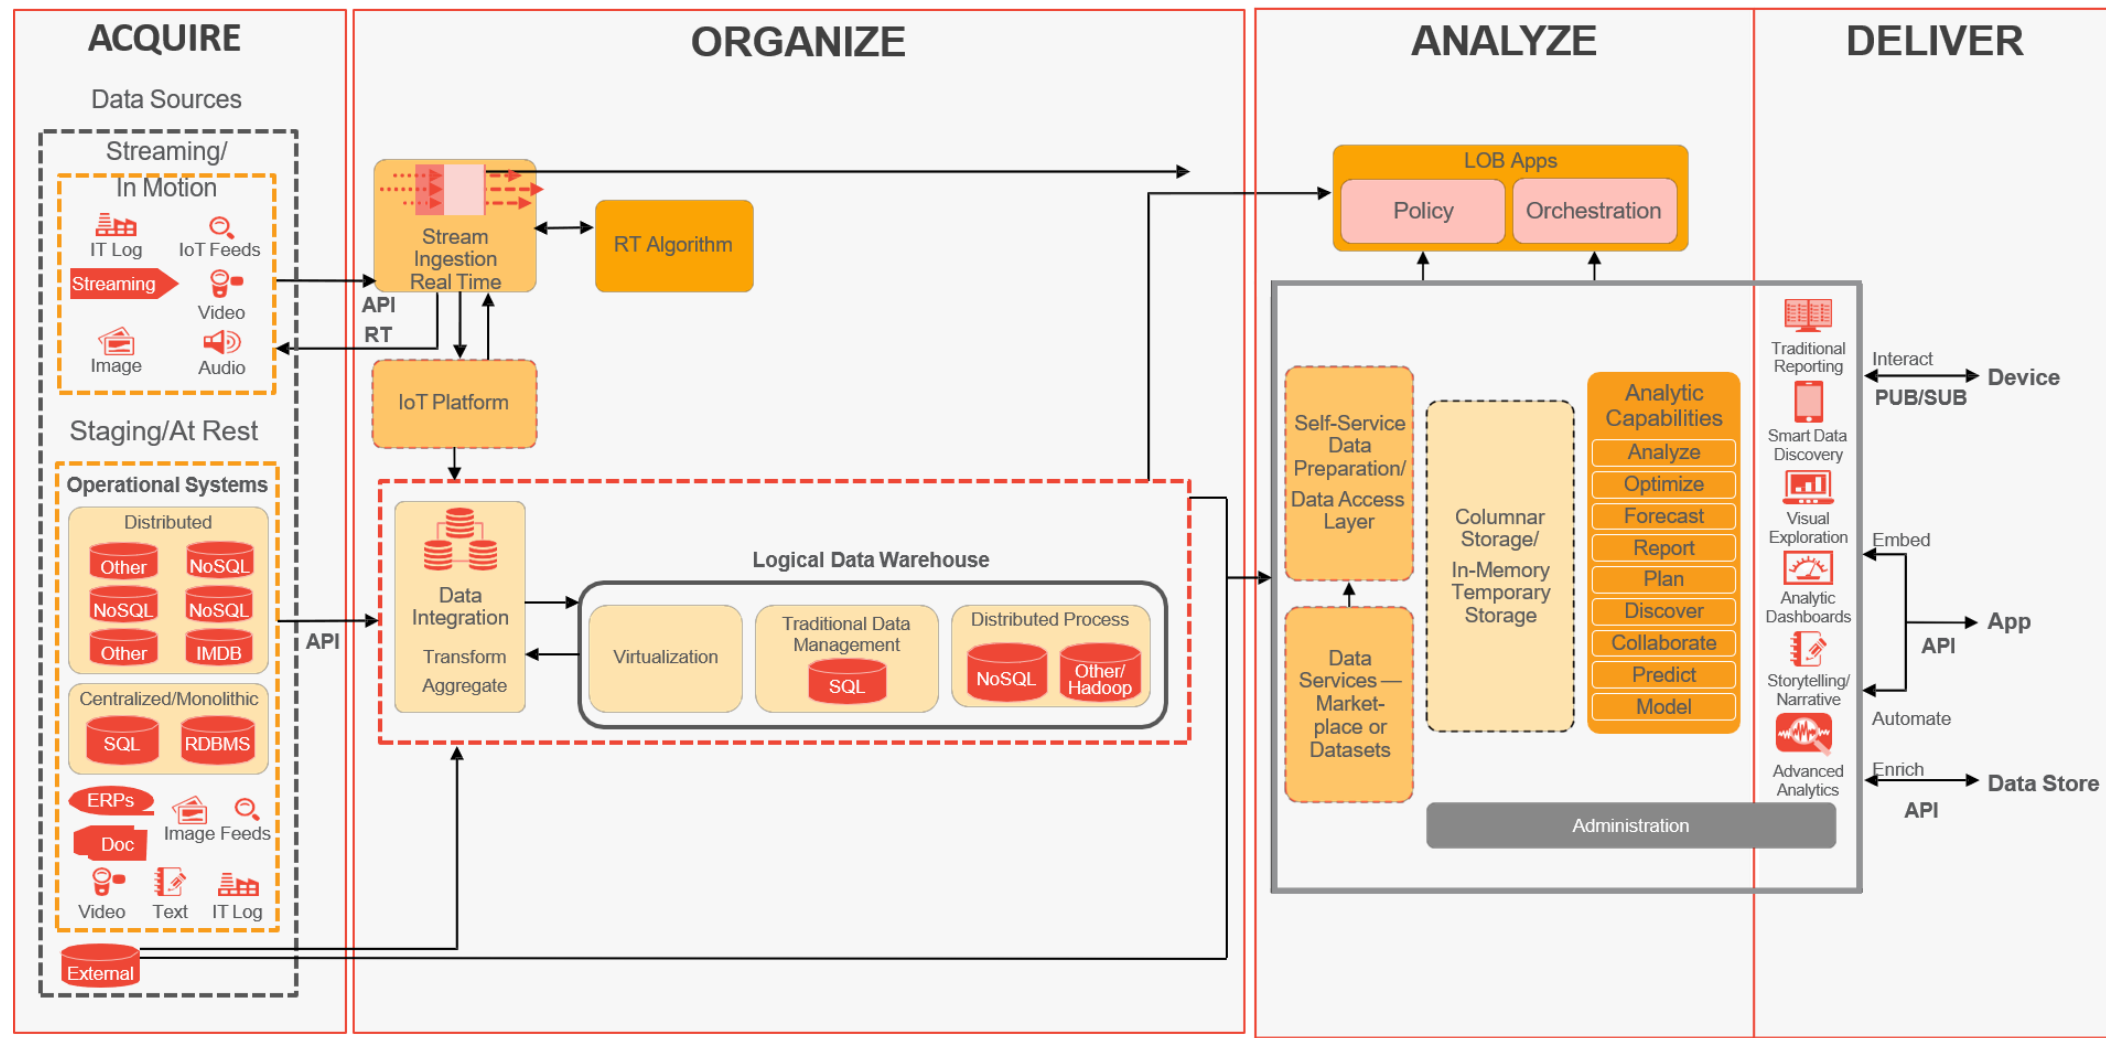 ACQUIRE
Data Sources
Streaming/
In Motion
IT Log
IoT Feeds
Streaming
Video
Image
Audio
Staging/At Rest
Operational Systems
Distributed
Other
NoSQL
NoSQL
NoSQL
Other
IMDB
Centralized/Monolithic
SQL
RDBMS
ERPs
Image
Feeds
Doc
Video
Text
IT Log
External
API
RT
API
ORGANIZE
Stream
Ingestion
Real Time
RT Algorithm
IoT Platform
Data
Integration
Transform
Aggregate
Logical Data Warehouse
Virtualization
Traditional Data
Management
SQL
Distributed Process
NoSQL
Other/
Hadoop
ANALYZE
LOB Apps
Policy
Orchestration
Self-Service
Data
Preparation/
Data Access
Layer
Data
Services—
Market-
place or
Datasets
Columnar
Storage/
In-Memory
Temporary
Storage
Analytic
Capabilities
Analyze
Optimize
Forecast
Report
Plan
Discover
Collaborate
Predict
Model
Administration
DELIVER
Traditional
Reporting
Smart Data
Discovery
Visual
Exploration
Analytic
Dashboards
Storytelling/
Narrative
Advanced
Analytics
Interact
PUB/SUB
Device
Embed
API
App
Automate
Enrich
API
Data Store